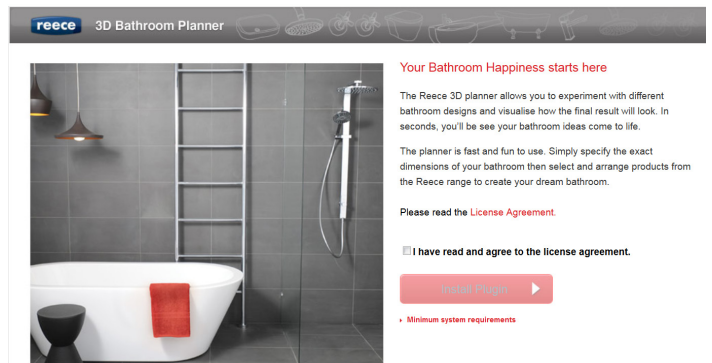 reece 3D Bathroom Planner
Your Bathroom Happiness starts here
The Reece 3D planner allows you to experiment with different
bathroom designs and visualise how the final result will look. In
seconds, you'll be see your bathroom ideas come to life.
The planner is fast and fun to use. Simply specify the exact
dimensions of your bathroom then select and arrange products from
the Reece range to create your dream bathroom.
Please read the License Agreement.
I have read and agree to the license agreement.
Install Plugin
Minimum system requirements